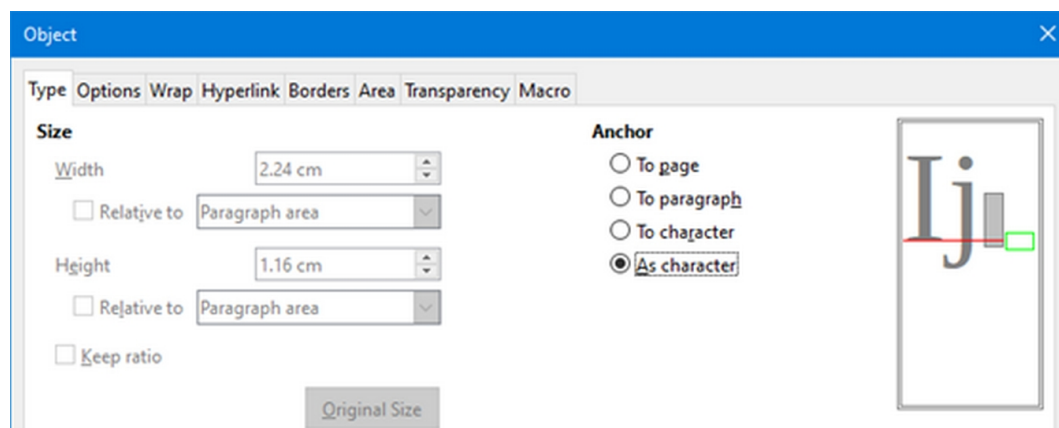 Object
Type Options Wrap Hyperlink Borders Area Transparency Macro
Size
Width 2.24 cm
Relative to Paragraph area
Height 1.16 cm
Relative to Paragraph area
Keep ratio
Original Size
Anchor
To page
To paragraph
To character
As character
Ij